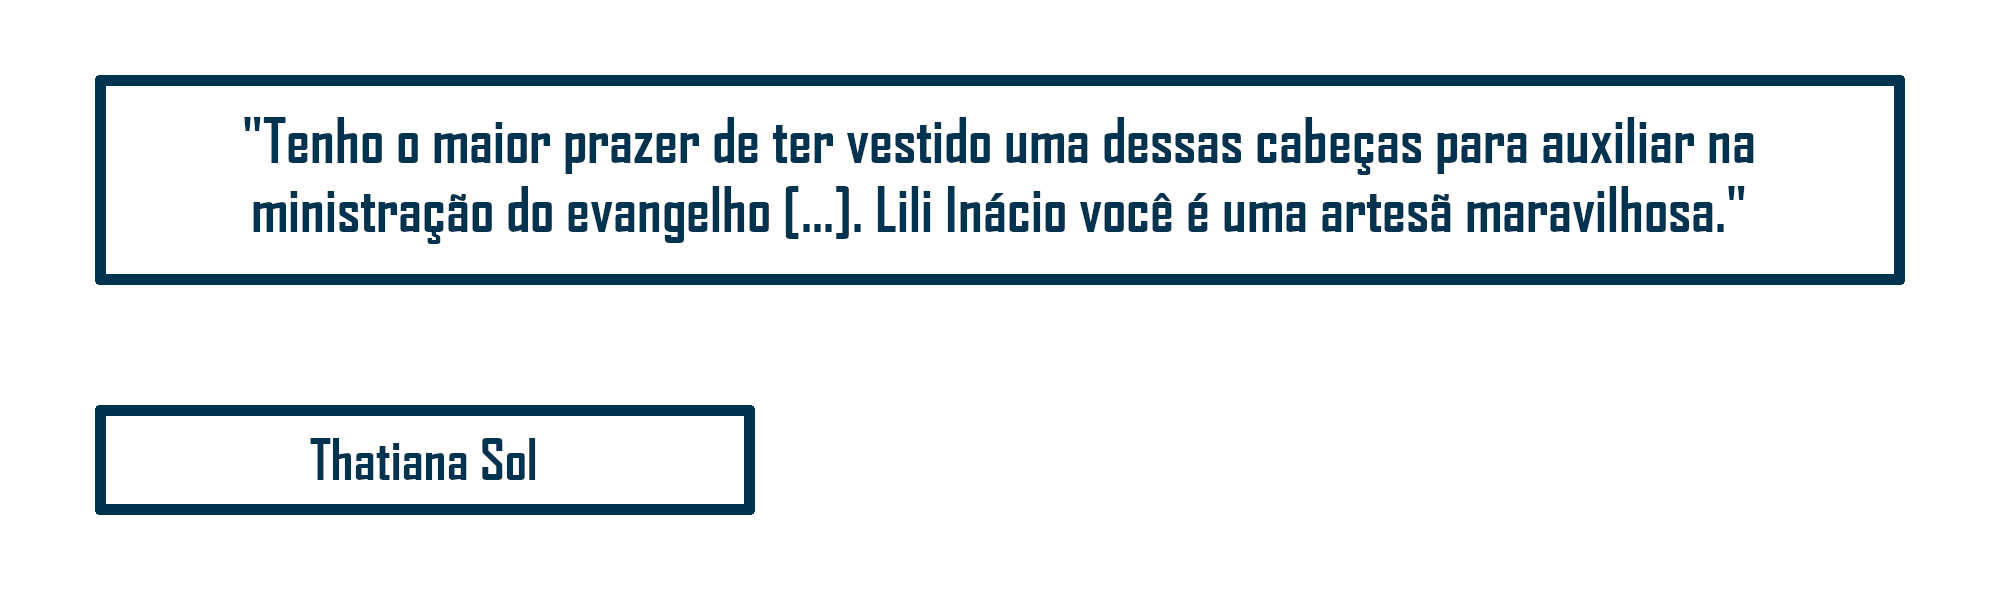 "Tenho o maior prazer de ter vestido uma dessas cabeças para auxiliar na
ministração do evangelho [...]. Lili Inácio você é uma artesã maravilhosa."
Thatiana Sol